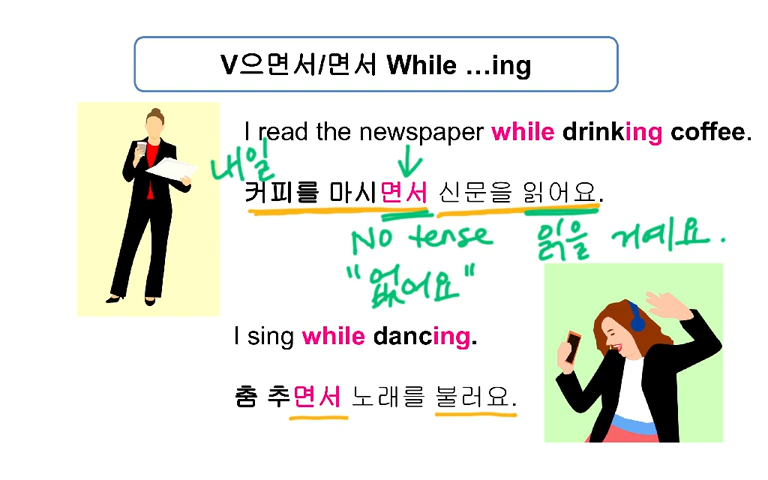 V으면서/면서 While …ing
I read the newspaper while drinking coffee.
내일
커피를 마시면서 신문을 읽어요.
No tense 읽을 거예요.
"없어요"
I sing while dancing.
춤 추면서 노래를 불러요.